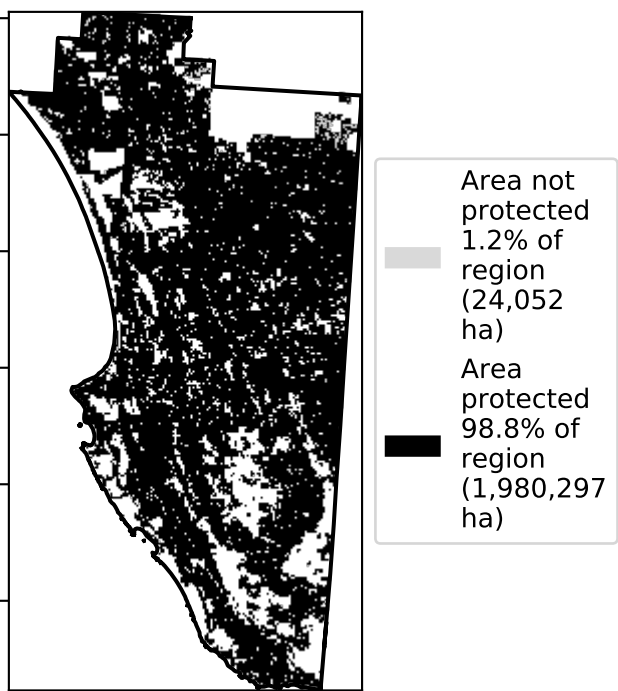 Area not
protected
1.2% of
region
(24,052
ha)
Area
protected
98.8% of
region
(1,980,297
ha)